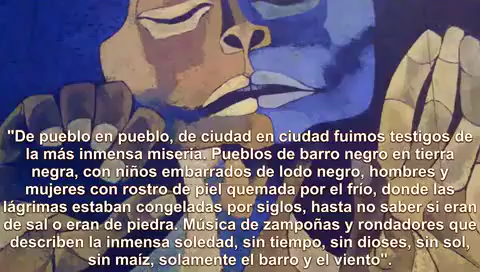 "De pueblo en pueblo, de ciudad en ciudad fuimos testigos de
la más inmensa miseria. Pueblos de barro negro en tierra
negra, con niños embarrados de lodo negro, hombres y
mujeres con rostro de piel quemada por el frío, donde las
lágrimas estaban congeladas por siglos, hasta no saber si eran
de sal o eran de piedra. Música de zampoñas y rondadores que
describen la inmensa soledad, sin tiempo, sin dioses, sin sol,
sin maíz, solamente el barro y el viento".